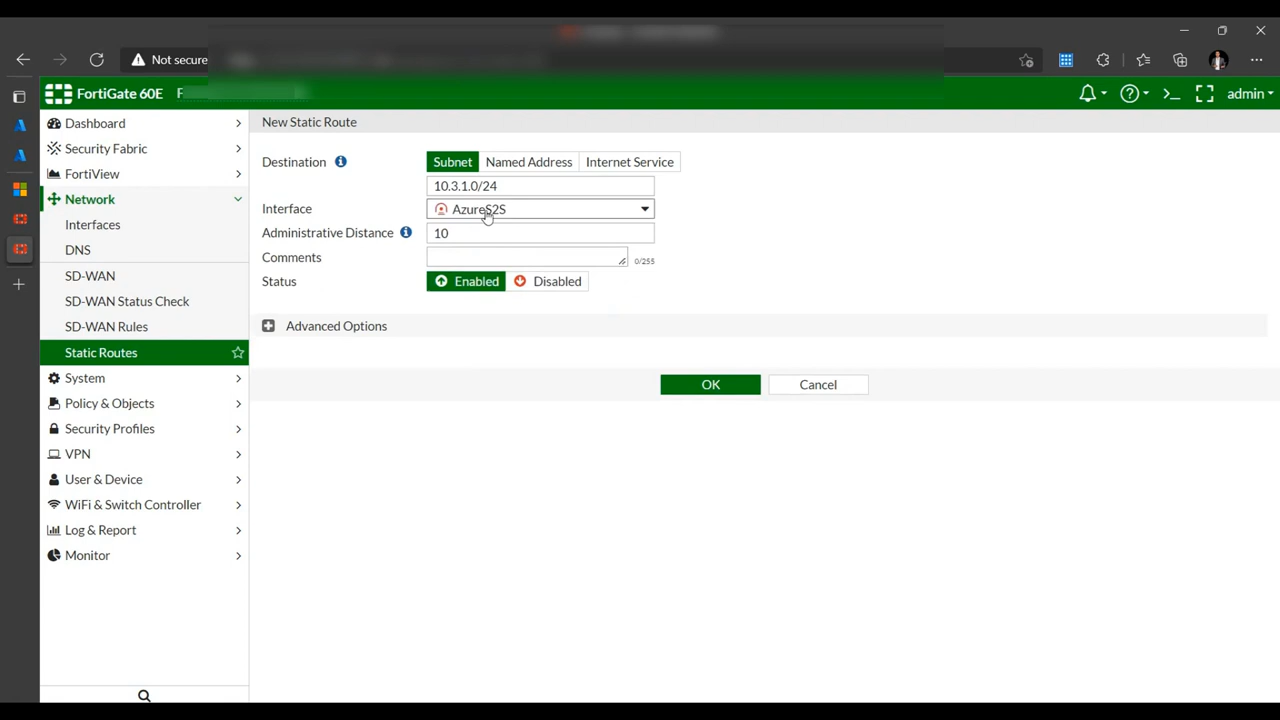 Not secure
FortiGate 60E F
admin
Dashboard
Security Fabric
FortiView
Network
Interfaces
DNS
SD-WAN
SD-WAN Status Check
SD-WAN Rules
Static Routes
System
Policy & Objects
Security Profiles
VPN
User & Device
WiFi & Switch Controller
Log & Report
Monitor
New Static Route
Destination Subnet Named Address Internet Service
10.3.1.0/24
Interface AzureS2S
Administrative Distance 10
Comments 0/255
Status Enabled Disabled
Advanced Options
OK Cancel